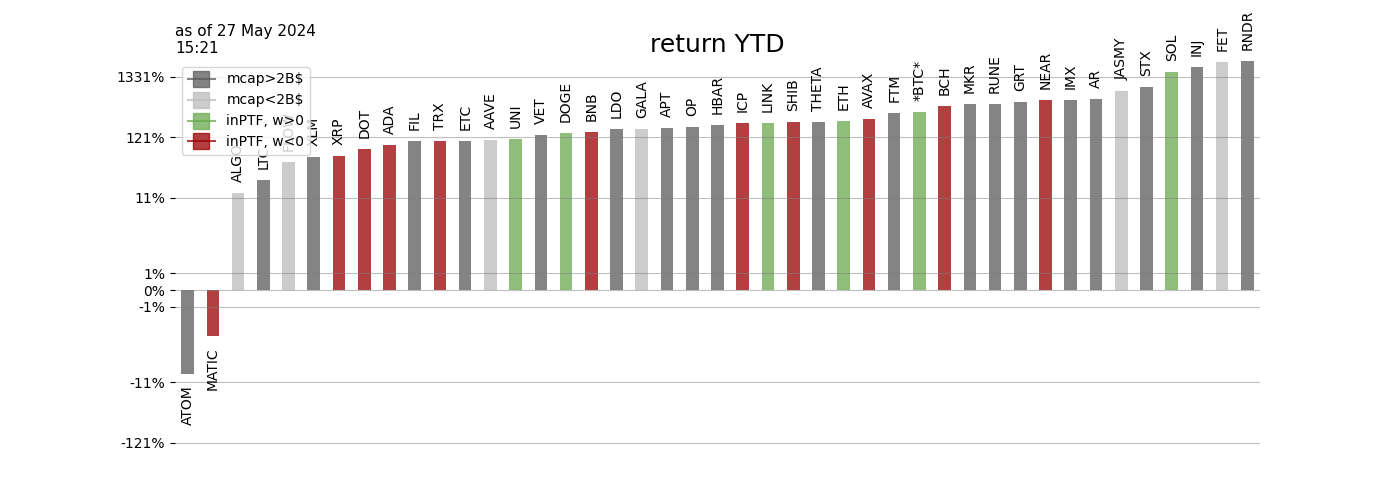 as of 27 May 2024
15:21
return YTD
mcap>2B$
mcap<2B$
inPTF, w>0
inPTF, w<0
1331%
121%
11%
1%
0%
-1%
-11%
-121%
ATOM
MATIC
ALGO
LTC
XLM
XRP
DOT
ADA
FIL
TRX
ETC
AAVE
UNI
VET
DOGE
BNB
LDO
GALA
APT
OP
HBAR
ICP
LINK
SHIB
THETA
ETH
AVAX
FTM
*BTC*
BCH
MKR
RUNE
GRT
NEAR
IMX
AR
JASMY
STX
SOL
INJ
FET
RNDR